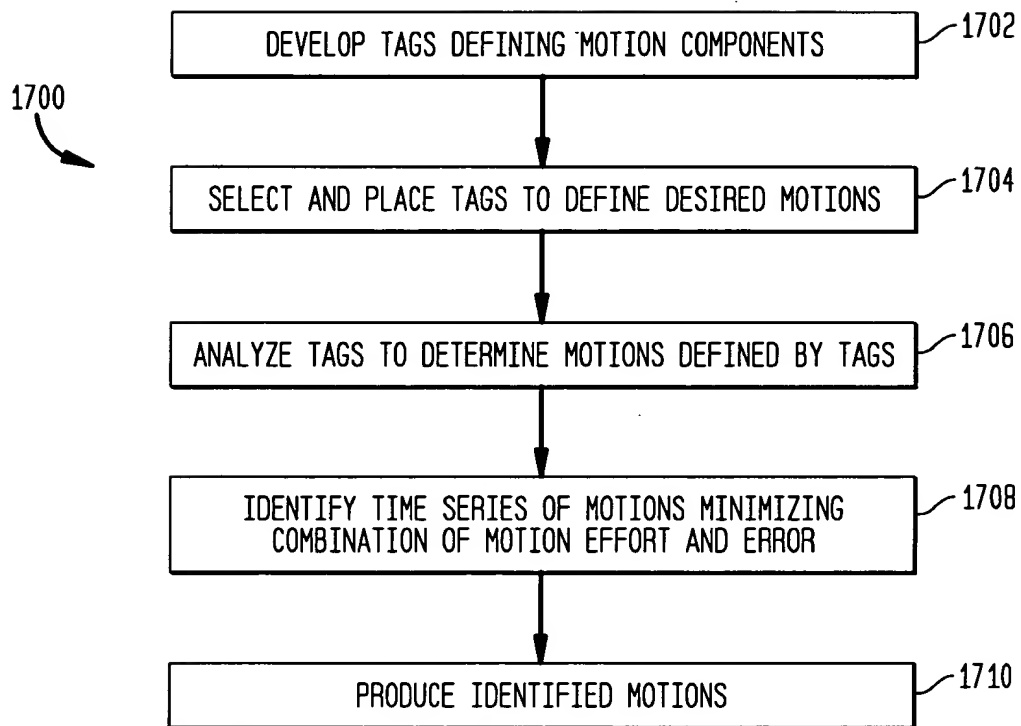 DEVELOP TAGS DEFINING MOTION COMPONENTS
1702
1700
SELECT AND PLACE TAGS TO DEFINE DESIRED MOTIONS
1704
ANALYZE TAGS TO DETERMINE MOTIONS DEFINED BY TAGS
1706
IDENTIFY TIME SERIES OF MOTIONS MINIMIZING
COMBINATION OF MOTION EFFORT AND ERROR
1708
PRODUCE IDENTIFIED MOTIONS
1710